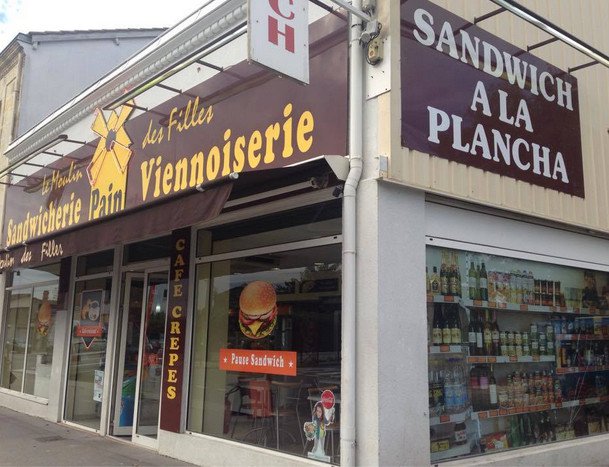 CH
SANDWICH
A LA
PLANCHA
Le Moulin
des Filles
Sandwicherie
Pain
Viennoiserie
des Filles
CAFE CREPES
Pause Sandwich